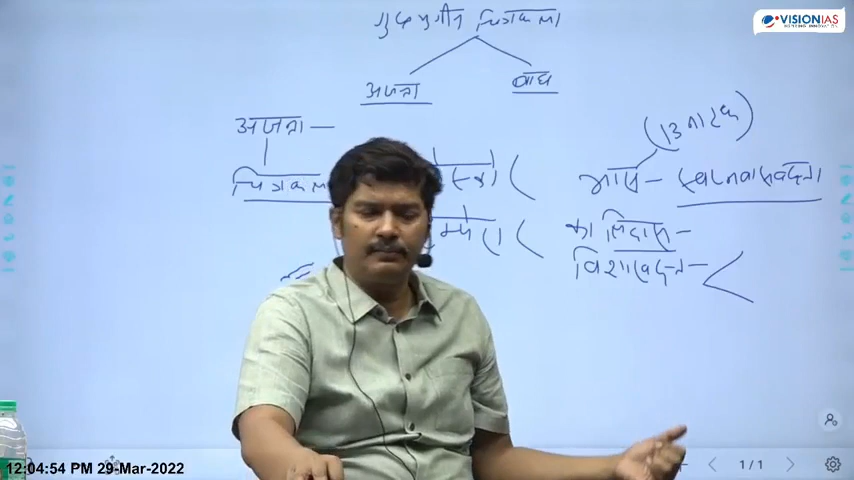 VISIONIAS
गुप्तयुगीन चित्रकला
अजन्ता
बाघ
अजन्ता —
चित्रकला
(13 नाटक)
भास — स्वप्नवासवदत्ता
कालिदास —
विशाखदत्त —
12:04:54 PM 29-Mar-2022
1/1